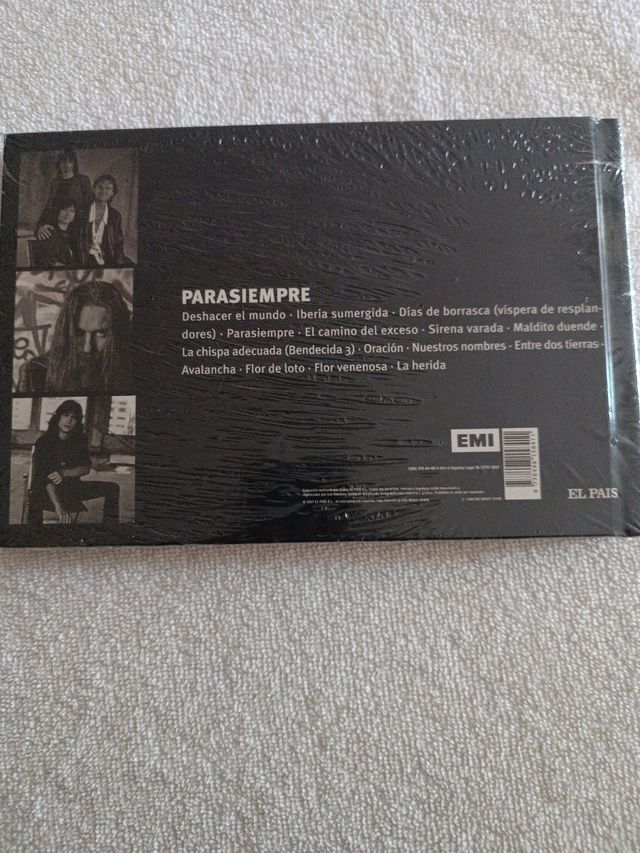 PARASIEMPRE
Deshacer el mundo · Iberia sumergida · Días de borrasca (víspera de resplan-
dores) · Parasiempre · El camino del exceso · Sirena varada · Maldito duende ·
La chispa adecuada (Bendecida 3) · Oración · Nuestros nombres · Entre dos tierras·
Avalancha · Flor de loto · Flor venenosa · La herida
EMI
EL PAIS